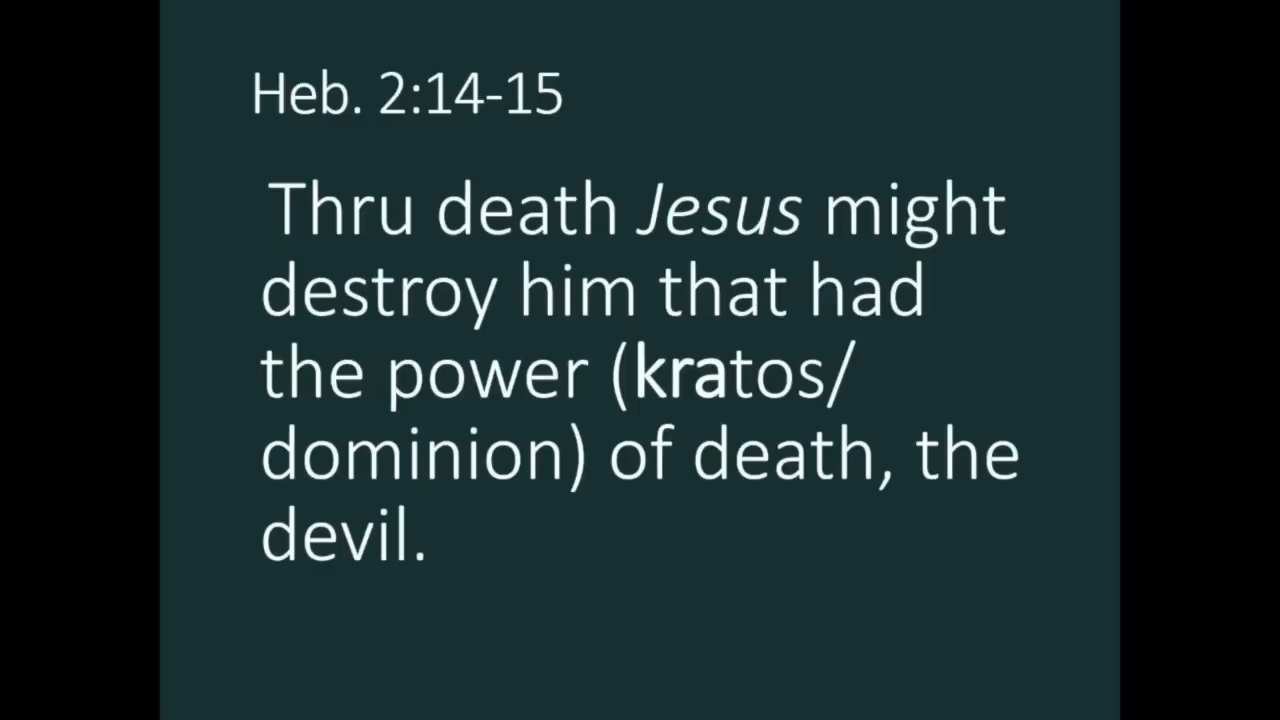 Heb. 2:14-15
Thru death Jesus might
destroy him that had
the power (kratos/
dominion) of death, the
devil.